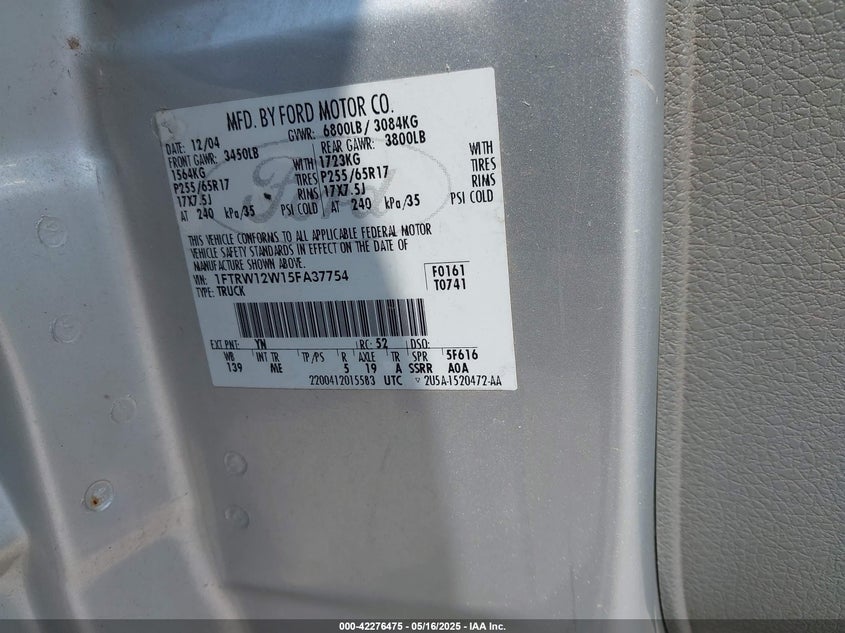 MFD. BY FORD MOTOR CO.
DATE: 12/04 GVWR: 6800LB / 3084KG
FRONT GAWR: 3450LB REAR GAWR: 3800LB
1564KG WITH 1723KG WITH
P255/65R17 TIRES P255/65R17 TIRES
17X7.5J RIMS 17X7.5J RIMS
AT 240 kPa/35 PSI COLD AT 240 kPa/35 PSI COLD
Ford
THIS VEHICLE CONFORMS TO ALL APPLICABLE FEDERAL MOTOR
VEHICLE SAFETY STANDARDS IN EFFECT ON THE DATE OF
MANUFACTURE SHOWN ABOVE.
VIN: 1FTRW12W15FA37754 F0161
TYPE: TRUCK T0741
EXT PNT: YN RC: 52 DSO:
WB INT TR TP/PS R AXLE TR SPR 5F616
139 ME 5 19 A SSRR A0A
2200412015583 UTC ▽ 2U5A-1520472-AA
000-42276475 - 05/16/2025 - IAA Inc.